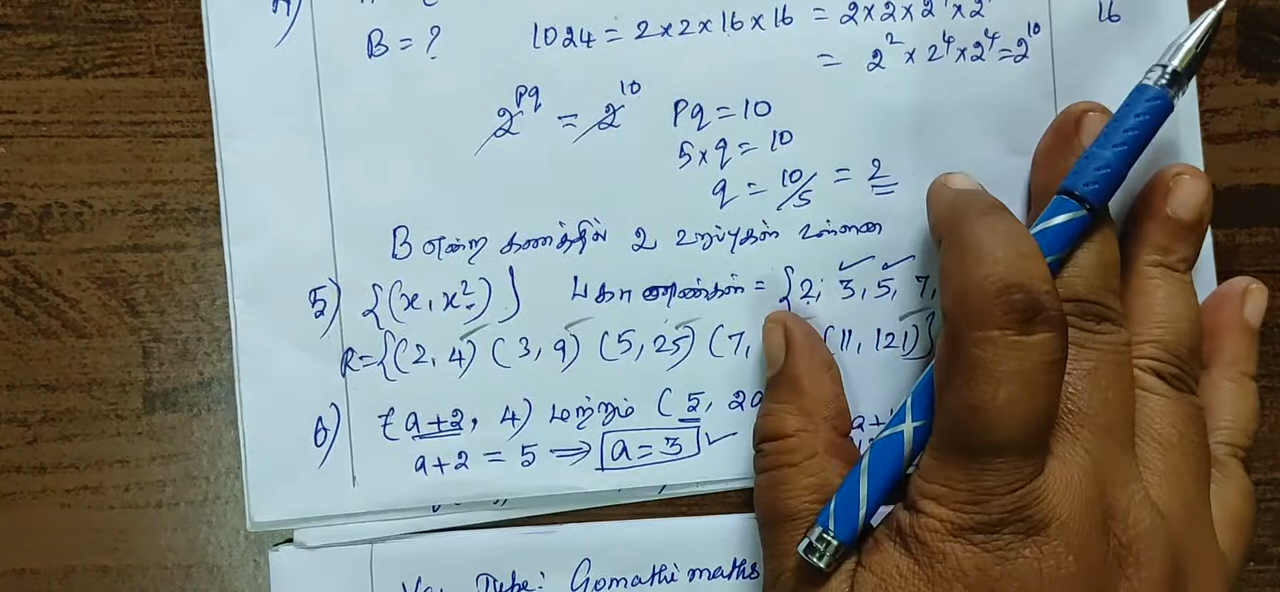 B = ?
1024 = 2×2×16×16 = 2×2×2 ×2 16
= 2² × 2⁴ × 2⁴ = 2¹⁰
2^pq = 2¹⁰ Pq = 10
5×q = 10
q = 10/5 = 2
B என்ற கணத்தில் 2 உறுப்புகள் உள்ளன
5) {(x, x²)} பகா எண்கள் = {2, 3, 5, 7,
R={(2, 4) (3, 9) (5, 25) (7, (11, 121)}
6) {a+2, 4) மற்றும் (5, 2a
a+2 = 5 ⟹ a = 3 ✓
Tube: Gomathi maths